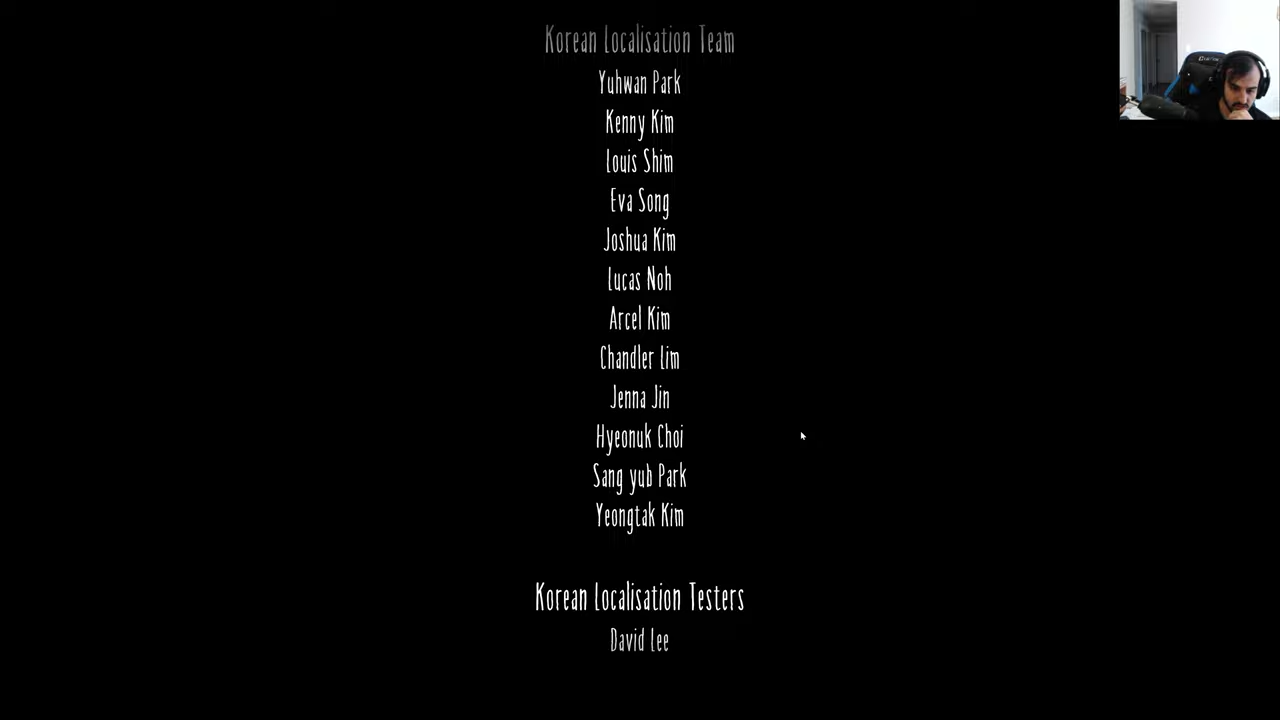 Korean Localisation Team
Yuhwan Park
Kenny Kim
Louis Shim
Eva Song
Joshua Kim
Lucas Noh
Arcel Kim
Chandler Lim
Jenna Jin
Hyeonuk Choi
Sang yub Park
Yeongtak Kim
Korean Localisation Testers
David Lee